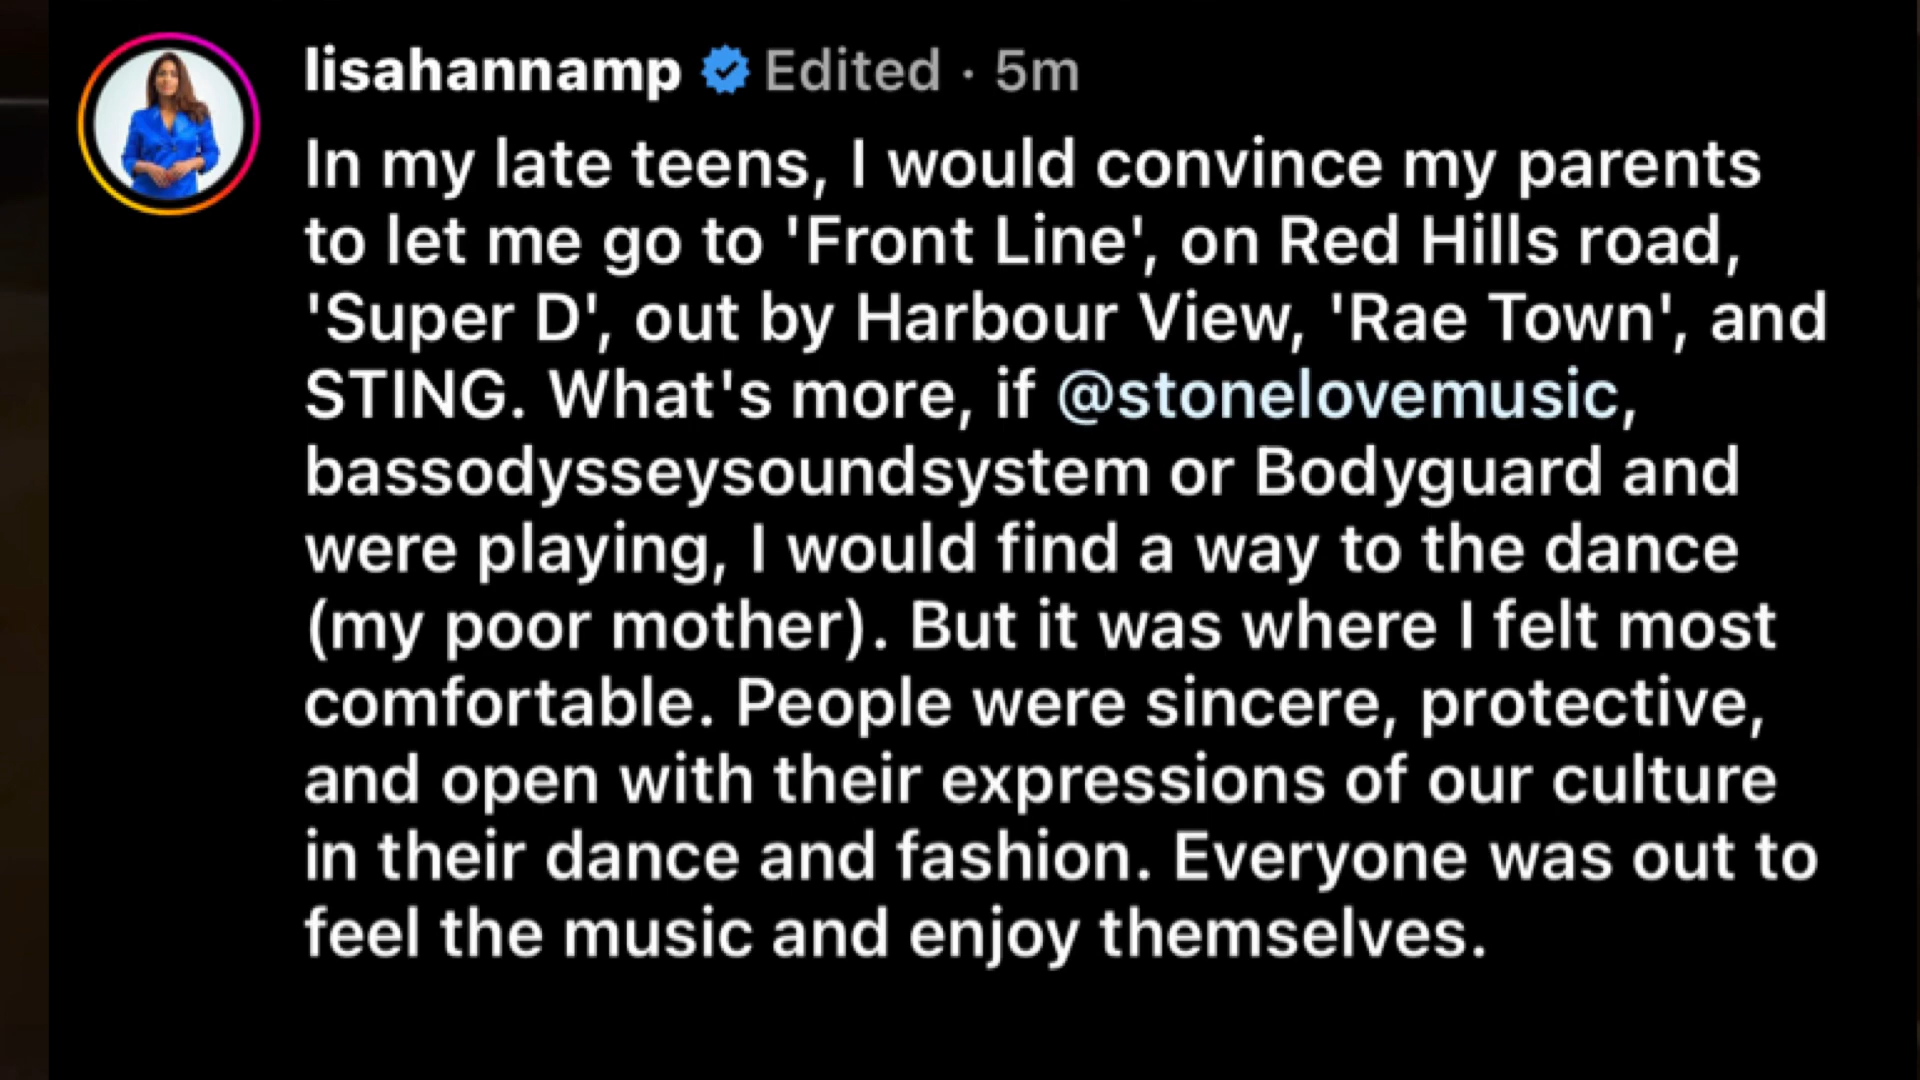 lisahannamp Edited · 5m
In my late teens, I would convince my parents
to let me go to 'Front Line', on Red Hills road,
'Super D', out by Harbour View, 'Rae Town', and
STING. What's more, if @stonelovemusic,
bassodysseysoundsystem or Bodyguard and
were playing, I would find a way to the dance
(my poor mother). But it was where I felt most
comfortable. People were sincere, protective,
and open with their expressions of our culture
in their dance and fashion. Everyone was out to
feel the music and enjoy themselves.